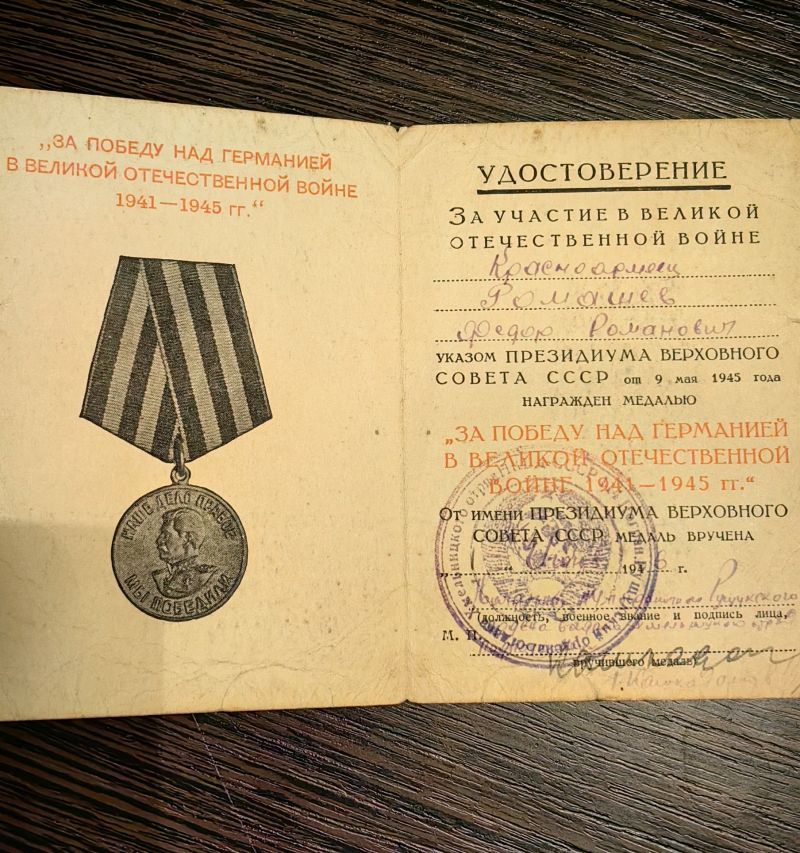 „ЗА ПОБЕДУ НАД ГЕРМАНИЕЙ
В ВЕЛИКОЙ ОТЕЧЕСТВЕННОЙ ВОЙНЕ
1941—1945 гг.“
НАШЕ ДЕЛО ПРАВОЕ
МЫ ПОБЕДИЛИ
УДОСТОВЕРЕНИЕ
ЗА УЧАСТИЕ В ВЕЛИКОЙ
ОТЕЧЕСТВЕННОЙ ВОЙНЕ
Красноармеец
Ромашев
Федор Романович
УКАЗОМ ПРЕЗИДИУМА ВЕРХОВНОГО
СОВЕТА СССР от 9 мая 1945 года
НАГРАЖДЕН МЕДАЛЬЮ
„ЗА ПОБЕДУ НАД ГЕРМАНИЕЙ
В ВЕЛИКОЙ ОТЕЧЕСТВЕННОЙ
ВОЙНЕ 1941—1945 гг.“
ОТ ИМЕНИ ПРЕЗИДИУМА ВЕРХОВНОГО
СОВЕТА СССР МЕДАЛЬ ВРУЧЕНА
1946 г.
(должность, военное звание и подпись лица,
М. П.
вручившего медаль)